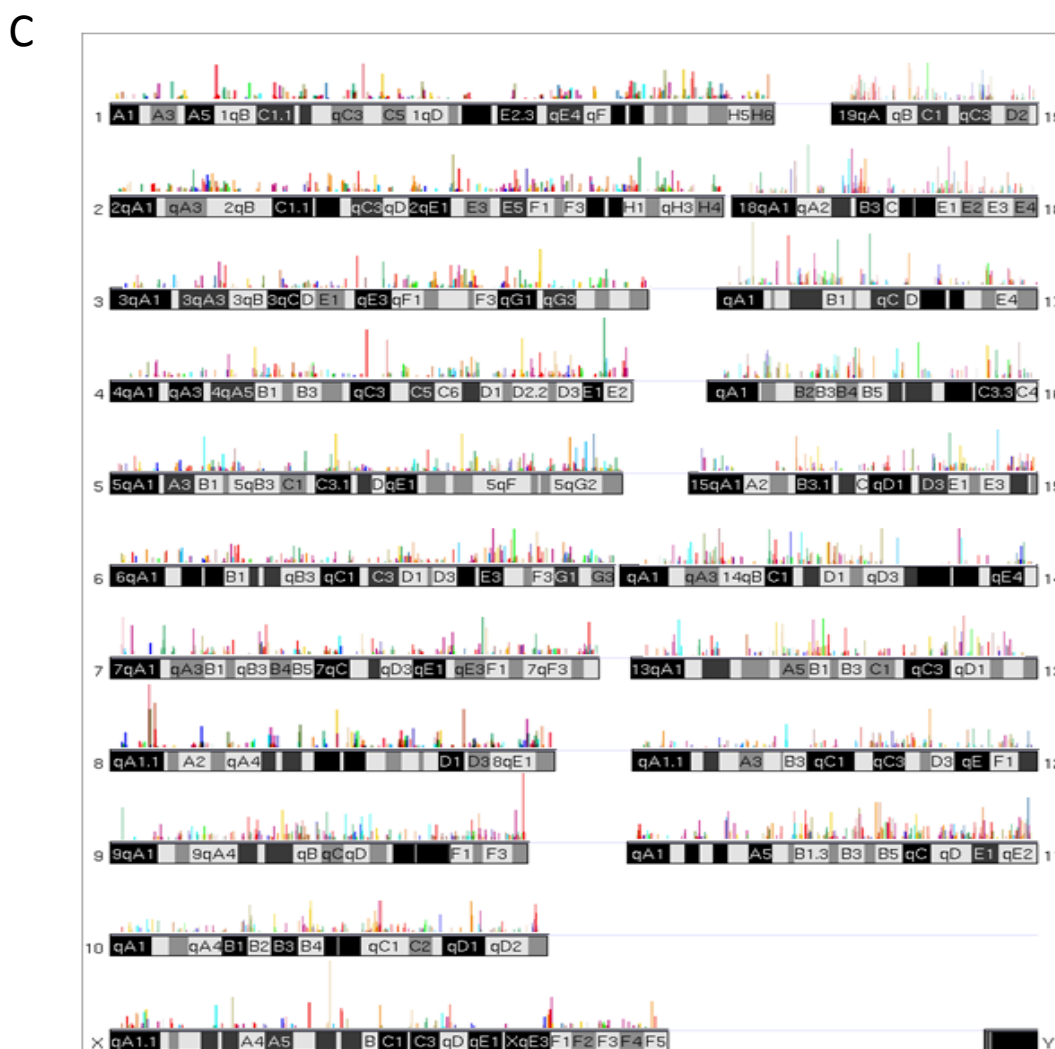 C
1 A1 A3 A5 1qB C1.1 qC3 C5 1qD E2.3 qE4 qF H5 H6 19qA qB C1 qC3 D2
2 2qA1 qA3 2qB C1.1 qC3 qD 2qE1 E3 E5 F1 F3 H1 qH3 H4 18qA1 qA2 B3 C E1 E2 E3 E4
3 3qA1 3qA3 3qB 3qC D E1 qE3 qF1 F3 qG1 qG3 qA1 B1 qC D E4
4 4qA1 qA3 4qA5 B1 B3 qC3 C5 C6 D1 D2.2 D3 E1 E2 qA1 B2 B3 B4 B5 C3.3 C4
5 5qA1 A3 B1 5qB3 C1 C3.1 D qE1 5qF 5qG2 15qA1 A2 B3.1 C qD1 D3 E1 E3
6 6qA1 B1 qB3 qC1 C3 D1 D3 E3 F3 G1 G3 qA1 qA3 14qB C1 D1 qD3 qE4
7 7qA1 qA3 B1 qB3 B4 B5 7qC qD3 qE1 qE3 F1 7qF3 13qA1 A5 B1 B3 C1 qC3 qD1
8 qA1.1 A2 qA4 D1 D3 8qE1 qA1.1 A3 B3 qC1 qC3 D3 qE F1
9 9qA1 9qA4 qB qC qD F1 F3 qA1 A5 B1.3 B3 B5 qC qD E1 qE2
10 qA1 qA4 B1 B2 B3 B4 qC1 C2 qD1 qD2
X qA1.1 A4 A5 B C1 C3 qD qE1 XqE3 F1 F2 F3 F4 F5 Y